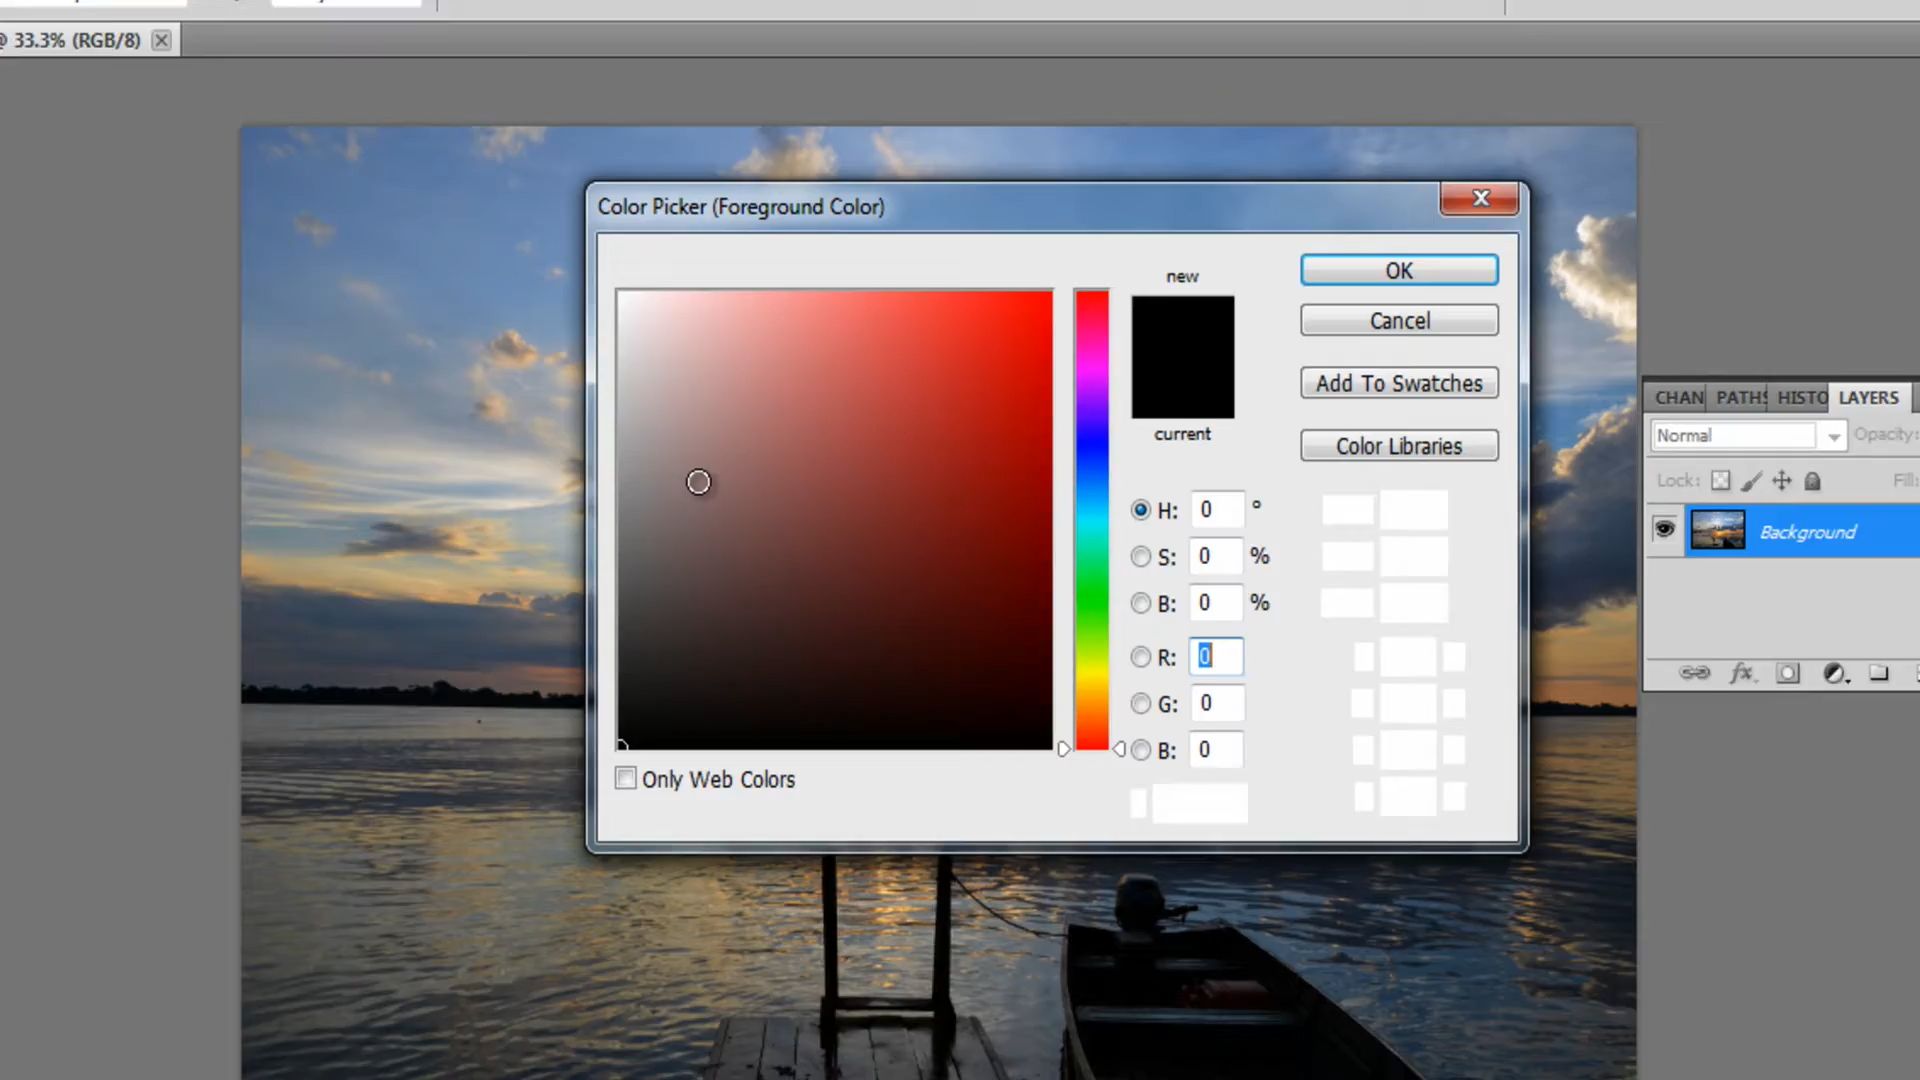 @ 33.3% (RGB/8)
Color Picker (Foreground Color)
new
current
OK
Cancel
Add To Swatches
Color Libraries
H: 0 °
S: 0 %
B: 0 %
R: 0
G: 0
B: 0
Only Web Colors
CHAN PATHS HISTO LAYERS
Normal Opacity:
Lock: Fill:
Background
fx